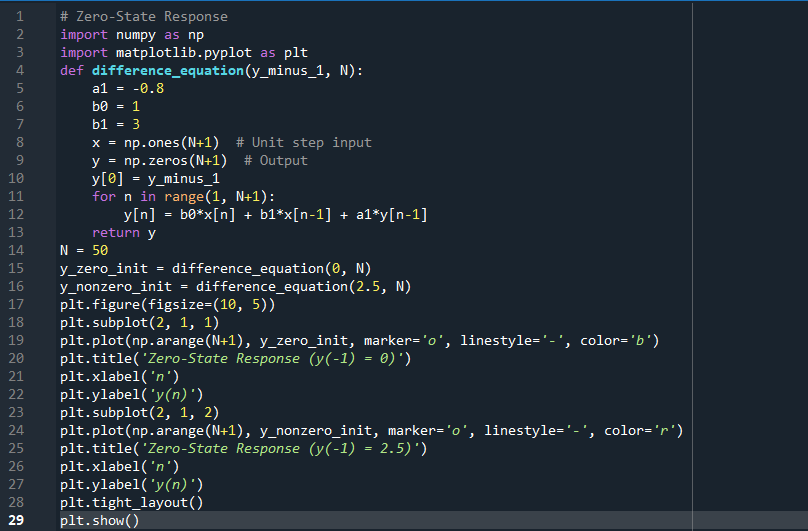 1 # Zero-State Response
2 import numpy as np
3 import matplotlib.pyplot as plt
4 def difference_equation(y_minus_1, N):
5     a1 = -0.8
6     b0 = 1
7     b1 = 3
8     x = np.ones(N+1)  # Unit step input
9     y = np.zeros(N+1)  # Output
10     y[0] = y_minus_1
11     for n in range(1, N+1):
12         y[n] = b0*x[n] + b1*x[n-1] + a1*y[n-1]
13     return y
14 N = 50
15 y_zero_init = difference_equation(0, N)
16 y_nonzero_init = difference_equation(2.5, N)
17 plt.figure(figsize=(10, 5))
18 plt.subplot(2, 1, 1)
19 plt.plot(np.arange(N+1), y_zero_init, marker='o', linestyle='-', color='b')
20 plt.title('Zero-State Response (y(-1) = 0)')
21 plt.xlabel('n')
22 plt.ylabel('y(n)')
23 plt.subplot(2, 1, 2)
24 plt.plot(np.arange(N+1), y_nonzero_init, marker='o', linestyle='-', color='r')
25 plt.title('Zero-State Response (y(-1) = 2.5)')
26 plt.xlabel('n')
27 plt.ylabel('y(n)')
28 plt.tight_layout()
29 plt.show()